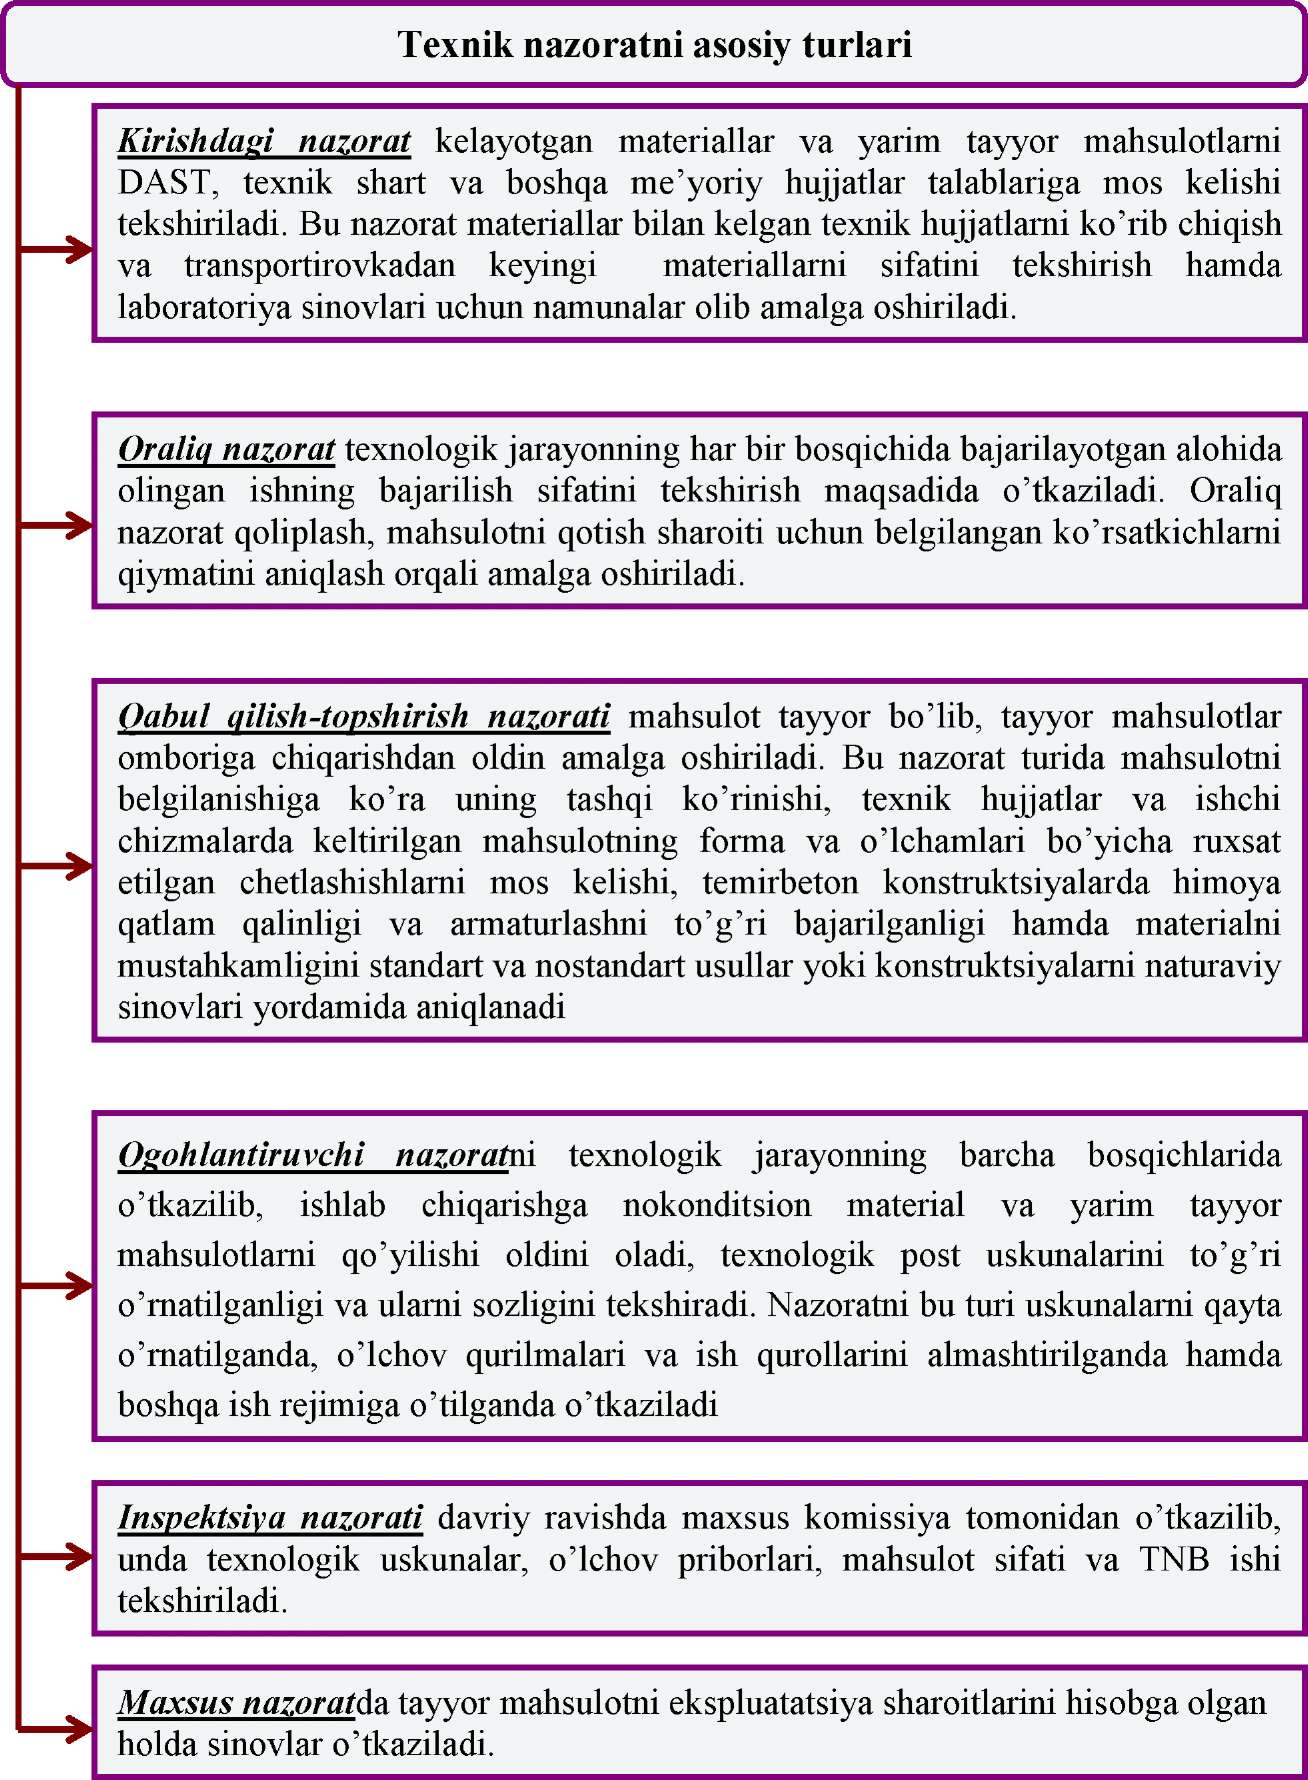 Texnik nazoratni asosiy turlari
Kirishdagi nazorat kelayotgan materiallar va yarim tayyor mahsulotlarni
DAST, texnik shart va boshqa me’yoriy hujjatlar talablariga mos kelishi
tekshiriladi. Bu nazorat materiallar bilan kelgan texnik hujjatlarni ko’rib chiqish
va transportirovkadan keyingi materiallarni sifatini tekshirish hamda
laboratoriya sinovlari uchun namunalar olib amalga oshiriladi.
Oraliq nazorat texnologik jarayonning har bir bosqichida bajarilayotgan alohida
olingan ishning bajarilish sifatini tekshirish maqsadida o’tkaziladi. Oraliq
nazorat qoliplash, mahsulotni qotish sharoiti uchun belgilangan ko’rsatkichlarni
qiymatini aniqlash orqali amalga oshiriladi.
Qabul qilish-topshirish nazorati mahsulot tayyor bo’lib, tayyor mahsulotlar
omboriga chiqarishdan oldin amalga oshiriladi. Bu nazorat turida mahsulotni
belgilanishiga ko’ra uning tashqi ko’rinishi, texnik hujjatlar va ishchi
chizmalarda keltirilgan mahsulotning forma va o’lchamlari bo’yicha ruxsat
etilgan chetlashishlarni mos kelishi, temirbeton konstruktsiyalarda himoya
qatlam qalinligi va armaturlashni to’g’ri bajarilganligi hamda materialni
mustahkamligini standart va nostandart usullar yoki konstruktsiyalarni naturaviy
sinovlari yordamida aniqlanadi
Ogohlantiruvchi nazoratni texnologik jarayonning barcha bosqichlarida
o’tkazilib, ishlab chiqarishga nokonditsion material va yarim tayyor
mahsulotlarni qo’yilishi oldini oladi, texnologik post uskunalarini to’g’ri
o’rnatilganligi va ularni sozligini tekshiradi. Nazoratni bu turi uskunalarni qayta
o’rnatilganda, o’lchov qurilmalari va ish qurollarini almashtirilganda hamda
boshqa ish rejimiga o’tilganda o’tkaziladi
Inspektsiya nazorati davriy ravishda maxsus komissiya tomonidan o’tkazilib,
unda texnologik uskunalar, o’lchov priborlari, mahsulot sifati va TNB ishi
tekshiriladi.
Maxsus nazoratda tayyor mahsulotni ekspluatatsiya sharoitlarini hisobga olgan
holda sinovlar o’tkaziladi.